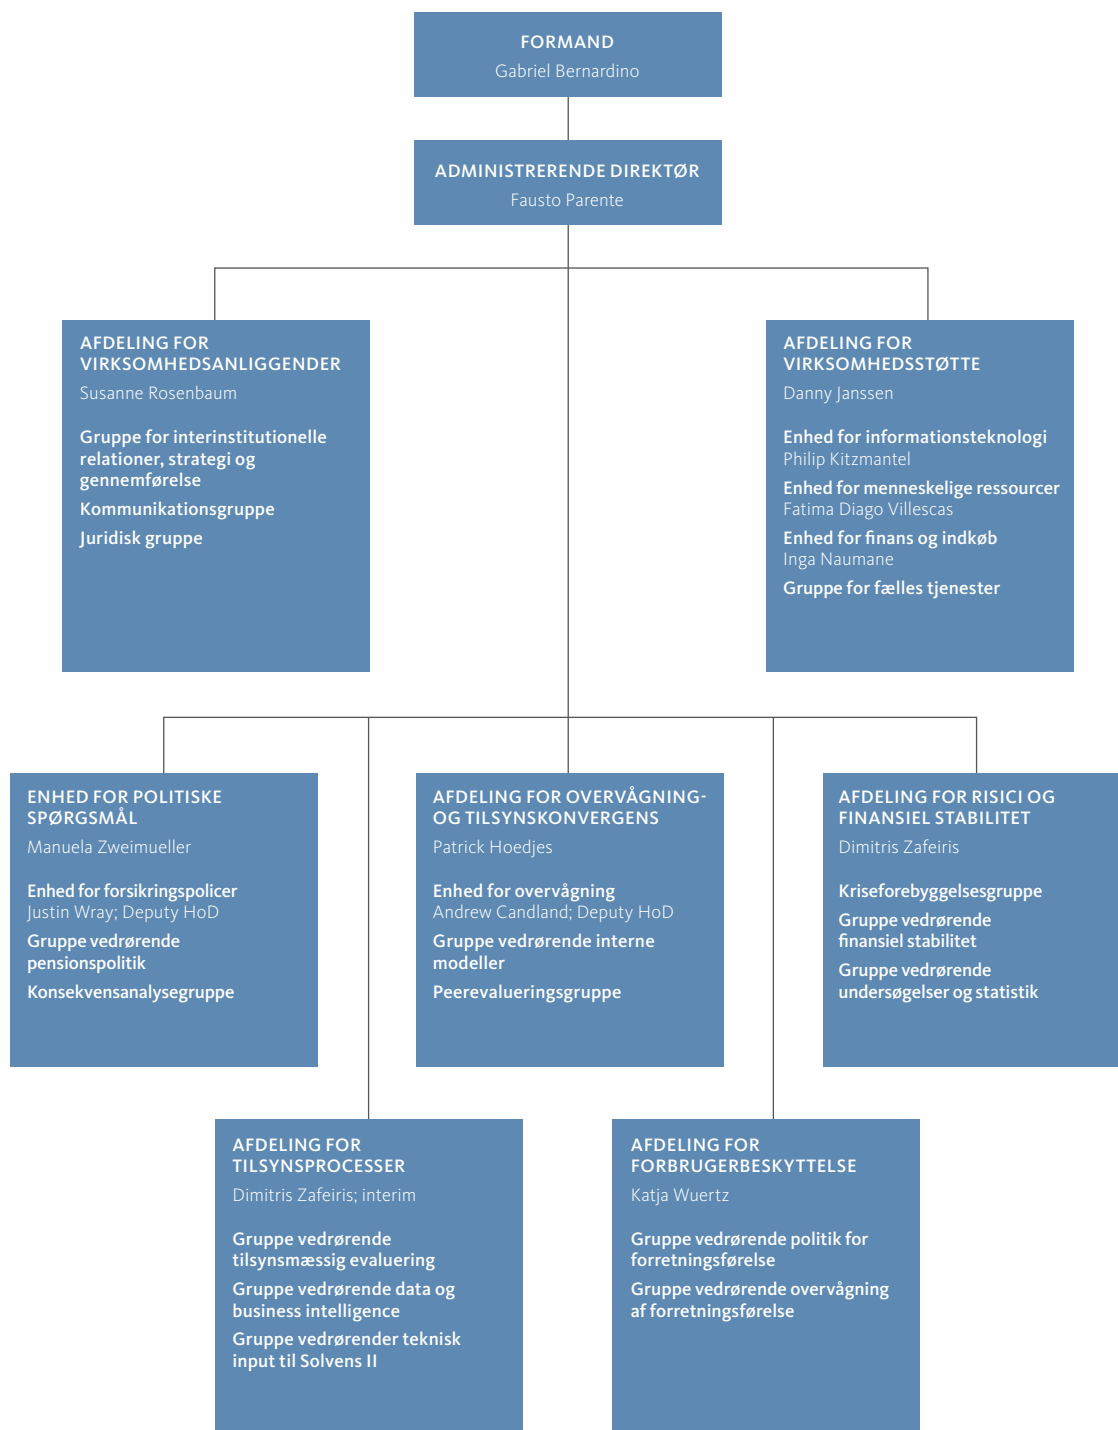 FORMAND
Gabriel Bernardino
ADMINISTRERENDE DIREKTØR
Fausto Parente
AFDELING FOR
VIRKSOMHEDSANLIGGENDER
Susanne Rosenbaum
Gruppe for interinstitutionelle
relationer, strategi og
gennemførelse
Kommunikationsgruppe
Juridisk gruppe
AFDELING FOR
VIRKSOMHEDSSTØTTE
Danny Janssen
Enhed for informationsteknologi
Philip Kitzmantel
Enhed for menneskelige ressourcer
Fatima Diago Villescas
Enhed for finans og indkøb
Inga Naumane
Gruppe for fælles tjenester
ENHED FOR POLITISKE
SPØRGSMÅL
Manuela Zweimueller
Enhed for forsikringspolicer
Justin Wray; Deputy HoD
Gruppe vedrørende
pensionspolitik
Konsekvensanalysegruppe
AFDELING FOR OVERVÅGNING-
OG TILSYNSKONVERGENS
Patrick Hoedjes
Enhed for overvågning
Andrew Candland; Deputy HoD
Gruppe vedrørende interne
modeller
Peerevalueringsgruppe
AFDELING FOR RISICI OG
FINANSIEL STABILITET
Dimitris Zafeiris
Kriseforebyggelsesgruppe
Gruppe vedrørende
finansiel stabilitet
Gruppe vedrørende
undersøgelser og statistik
AFDELING FOR
TILSYNSPROCESSER
Dimitris Zafeiris; interim
Gruppe vedrørende
tilsynsmæssig evaluering
Gruppe vedrørende data og
business intelligence
Gruppe vedrørender teknisk
input til Solvens II
AFDELING FOR
FORBRUGERBESKYTTELSE
Katja Wuertz
Gruppe vedrørende politik for
forretningsførelse
Gruppe vedrørende overvågning
af forretningsførelse